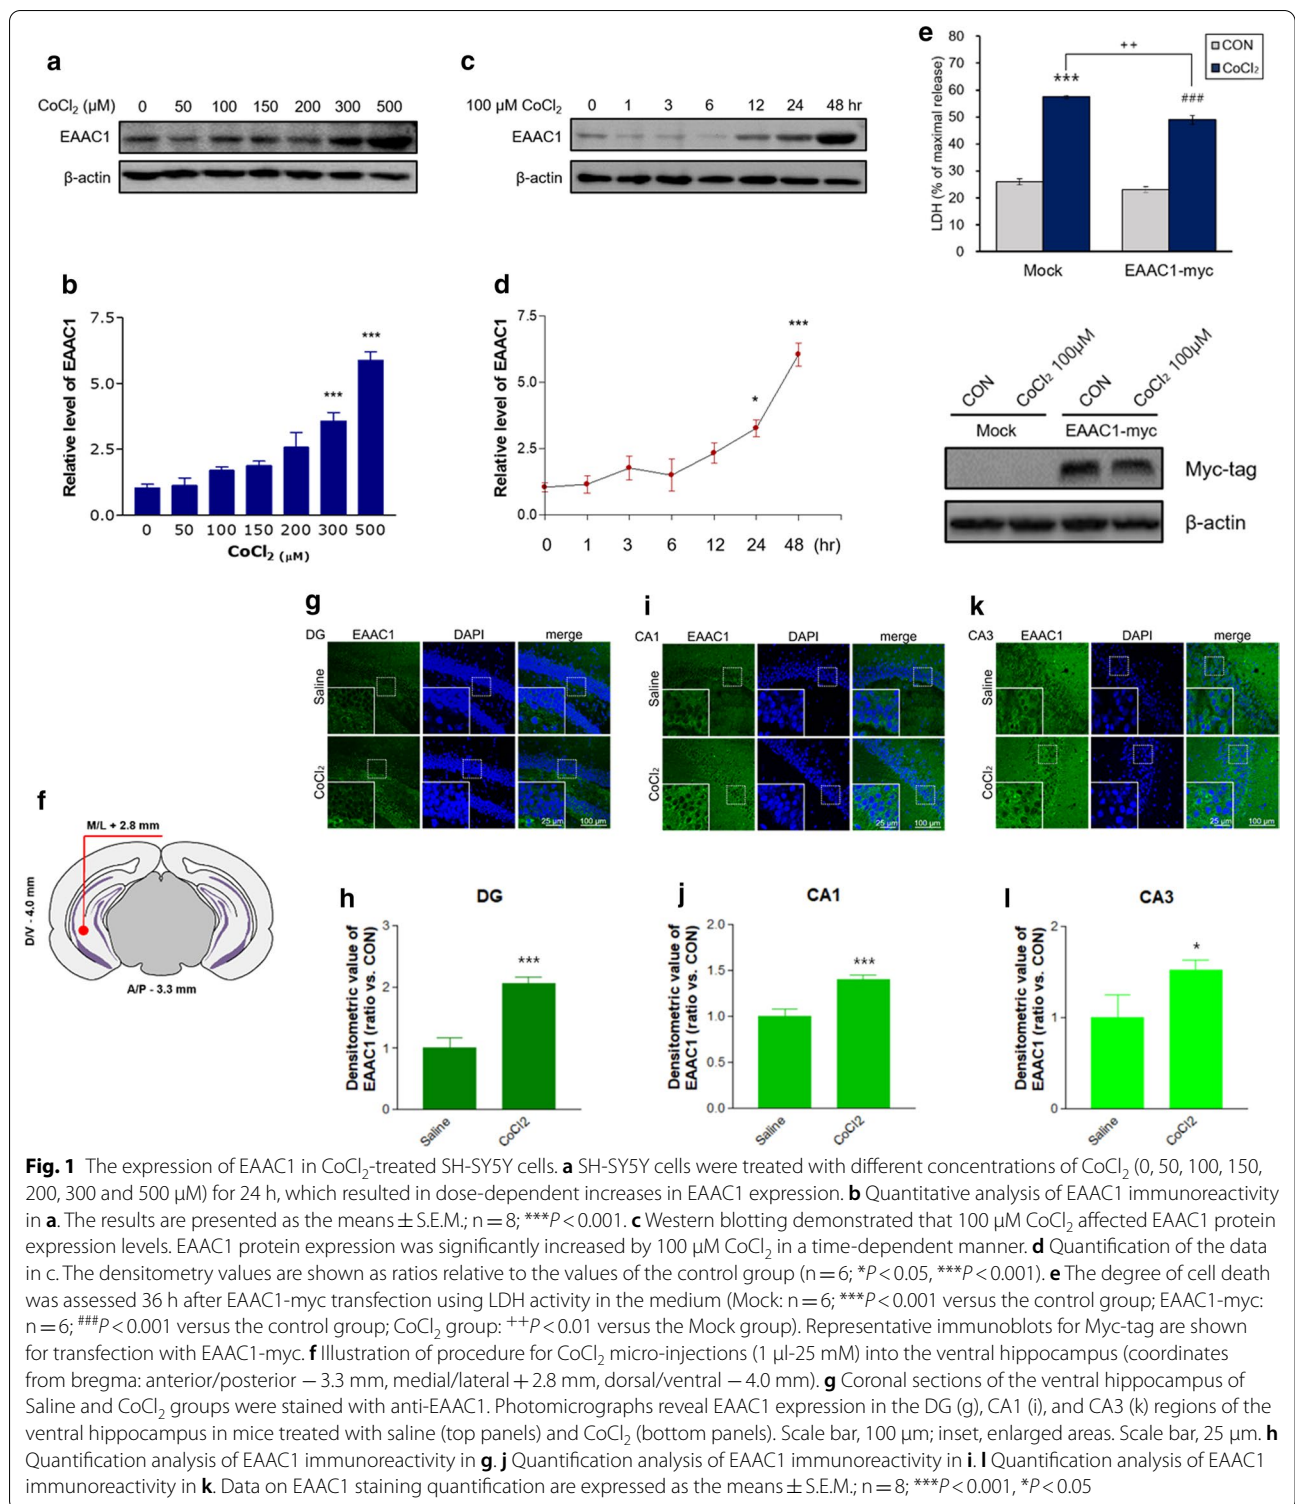 a
CoCl₂ (µM) 0 50 100 150 200 300 500
EAAC1
β-actin
c
100 µM CoCl₂ 0 1 3 6 12 24 48 hr
EAAC1
β-actin
e
LDH (% of maximal release)
80
70
60
50
40
30
20
10
0
CON
CoCl₂
++
***
###
Mock EAAC1-myc
b
Relative level of EAAC1
7.5
5.0
2.5
0.0
***
***
0 50 100 150 200 300 500
CoCl₂ (µM)
d
Relative level of EAAC1
7.5
5.0
2.5
0.0
*
***
0 1 3 6 12 24 48 (hr)
CON CoCl₂ 100µM CON CoCl₂ 100µM
Mock EAAC1-myc
Myc-tag
β-actin
g
DG EAAC1 DAPI merge
Saline
CoCl₂
25 µm 100 µm
i
CA1 EAAC1 DAPI merge
Saline
CoCl₂
25 µm 100 µm
k
CA3 EAAC1 DAPI merge
Saline
CoCl₂
25 µm 100 µm
f
M/L + 2.8 mm
D/V - 4.0 mm
A/P - 3.3 mm
h
DG
Densitometric value of
EAAC1 (ratio vs. CON)
3
2
1
0
***
Saline CoCl2
j
CA1
Densitometric value of
EAAC1 (ratio vs. CON)
2.0
1.5
1.0
0.5
0.0
***
Saline CoCl2
l
CA3
Densitometric value of
EAAC1 (ratio vs. CON)
2
1
0
*
Saline CoCl2
Fig. 1 The expression of EAAC1 in CoCl₂-treated SH-SY5Y cells. a SH-SY5Y cells were treated with different concentrations of CoCl₂ (0, 50, 100, 150,
200, 300 and 500 µM) for 24 h, which resulted in dose-dependent increases in EAAC1 expression. b Quantitative analysis of EAAC1 immunoreactivity
in a. The results are presented as the means ± S.E.M.; n = 8; ***P < 0.001. c Western blotting demonstrated that 100 µM CoCl₂ affected EAAC1 protein
expression levels. EAAC1 protein expression was significantly increased by 100 µM CoCl₂ in a time-dependent manner. d Quantification of the data
in c. The densitometry values are shown as ratios relative to the values of the control group (n = 6; *P < 0.05, ***P < 0.001). e The degree of cell death
was assessed 36 h after EAAC1-myc transfection using LDH activity in the medium (Mock: n = 6; ***P < 0.001 versus the control group; EAAC1-myc:
n = 6; ###P < 0.001 versus the control group; CoCl₂ group: ++P < 0.01 versus the Mock group). Representative immunoblots for Myc-tag are shown
for transfection with EAAC1-myc. f Illustration of procedure for CoCl₂ micro-injections (1 µl-25 mM) into the ventral hippocampus (coordinates
from bregma: anterior/posterior − 3.3 mm, medial/lateral + 2.8 mm, dorsal/ventral − 4.0 mm). g Coronal sections of the ventral hippocampus of
Saline and CoCl₂ groups were stained with anti-EAAC1. Photomicrographs reveal EAAC1 expression in the DG (g), CA1 (i), and CA3 (k) regions of the
ventral hippocampus in mice treated with saline (top panels) and CoCl₂ (bottom panels). Scale bar, 100 µm; inset, enlarged areas. Scale bar, 25 µm. h
Quantification analysis of EAAC1 immunoreactivity in g. j Quantification analysis of EAAC1 immunoreactivity in i. l Quantification analysis of EAAC1
immunoreactivity in k. Data on EAAC1 staining quantification are expressed as the means ± S.E.M.; n = 8; ***P < 0.001, *P < 0.05